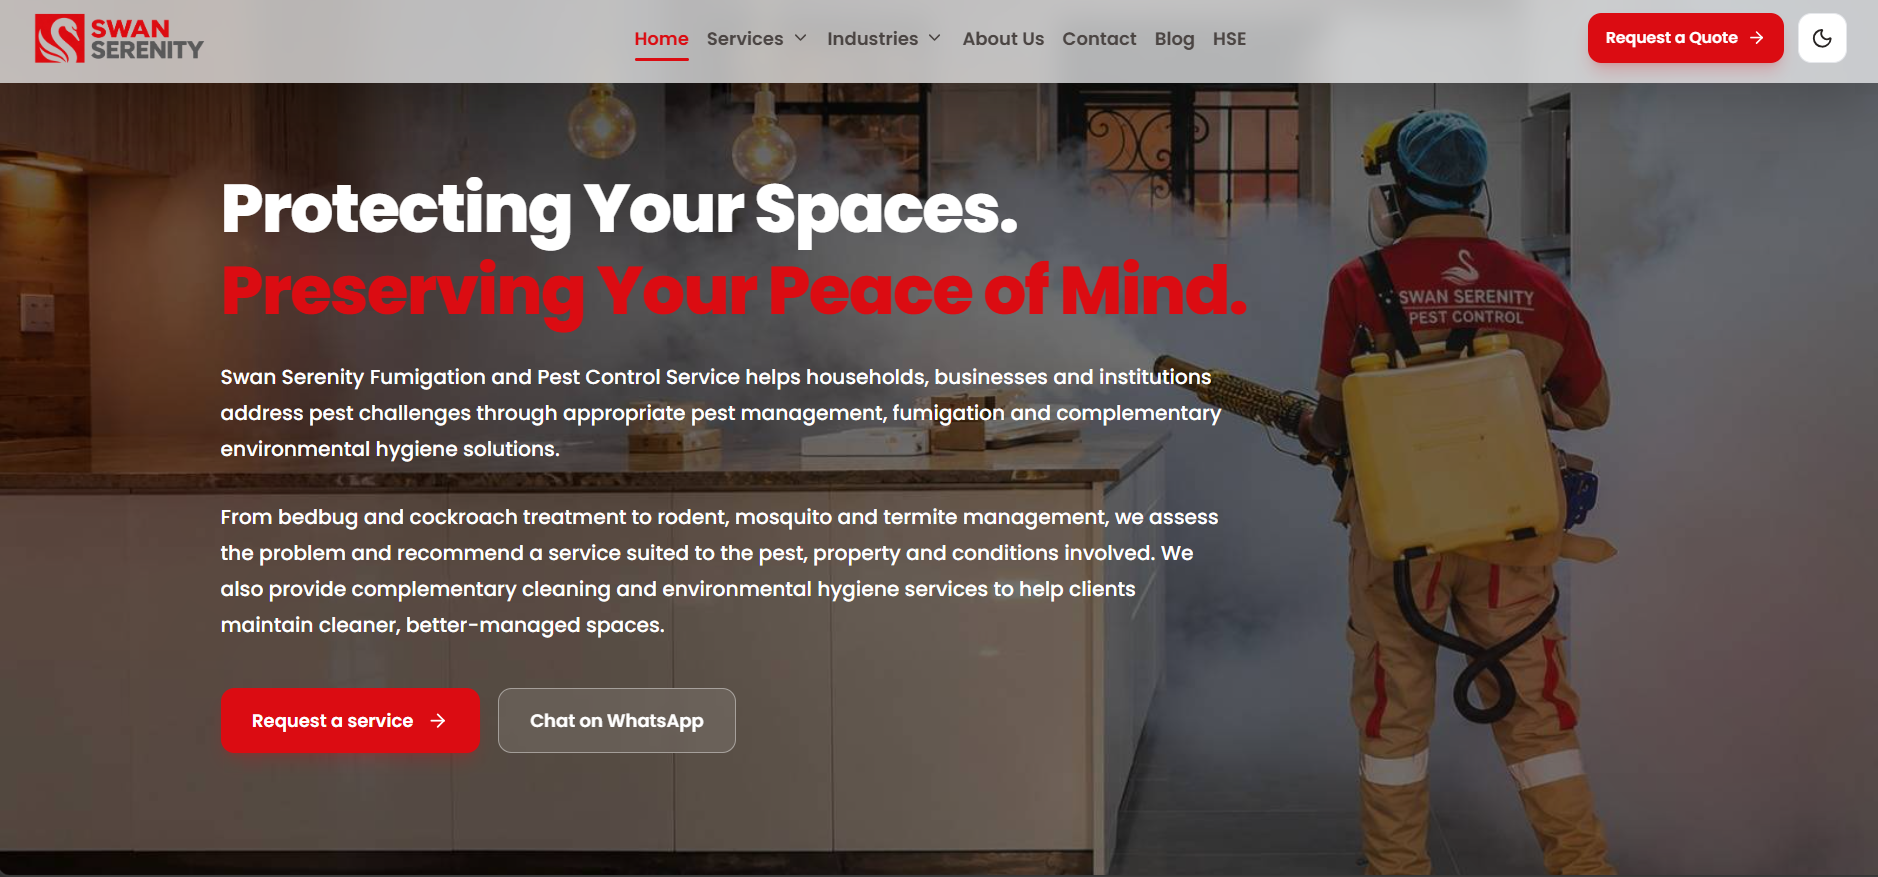 SWAN
SERENITY
Home
Services
Industries
About Us
Contact
Blog
HSE
Request a Quote
Protecting Your Spaces.
Preserving Your Peace of Mind.
Swan Serenity Fumigation and Pest Control Service helps households, businesses and institutions
address pest challenges through appropriate pest management, fumigation and complementary
environmental hygiene solutions.
From bedbug and cockroach treatment to rodent, mosquito and termite management, we assess
the problem and recommend a service suited to the pest, property and conditions involved. We
also provide complementary cleaning and environmental hygiene services to help clients
maintain cleaner, better-managed spaces.
Request a service
Chat on WhatsApp
SWAN SERENITY
PEST CONTROL